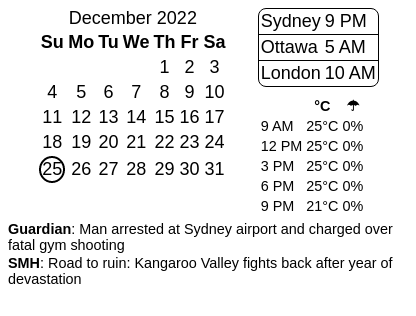 December 2022
Su Mo Tu We Th Fr Sa
1 2 3
4 5 6 7 8 9 10
11 12 13 14 15 16 17
18 19 20 21 22 23 24
25 26 27 28 29 30 31
Sydney 9 PM
Ottawa 5 AM
London 10 AM
°C ☂
9 AM 25°C 0%
12 PM 25°C 0%
3 PM 25°C 0%
6 PM 25°C 0%
9 PM 21°C 0%
Guardian: Man arrested at Sydney airport and charged over
fatal gym shooting
SMH: Road to ruin: Kangaroo Valley fights back after year of
devastation